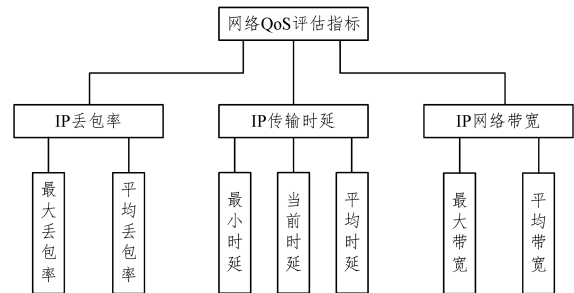 网络QoS评估指标
IP丢包率
IP传输时延
IP网络带宽
最大丢包率
平均丢包率
最小时延
当前时延
平均时延
最大带宽
平均带宽